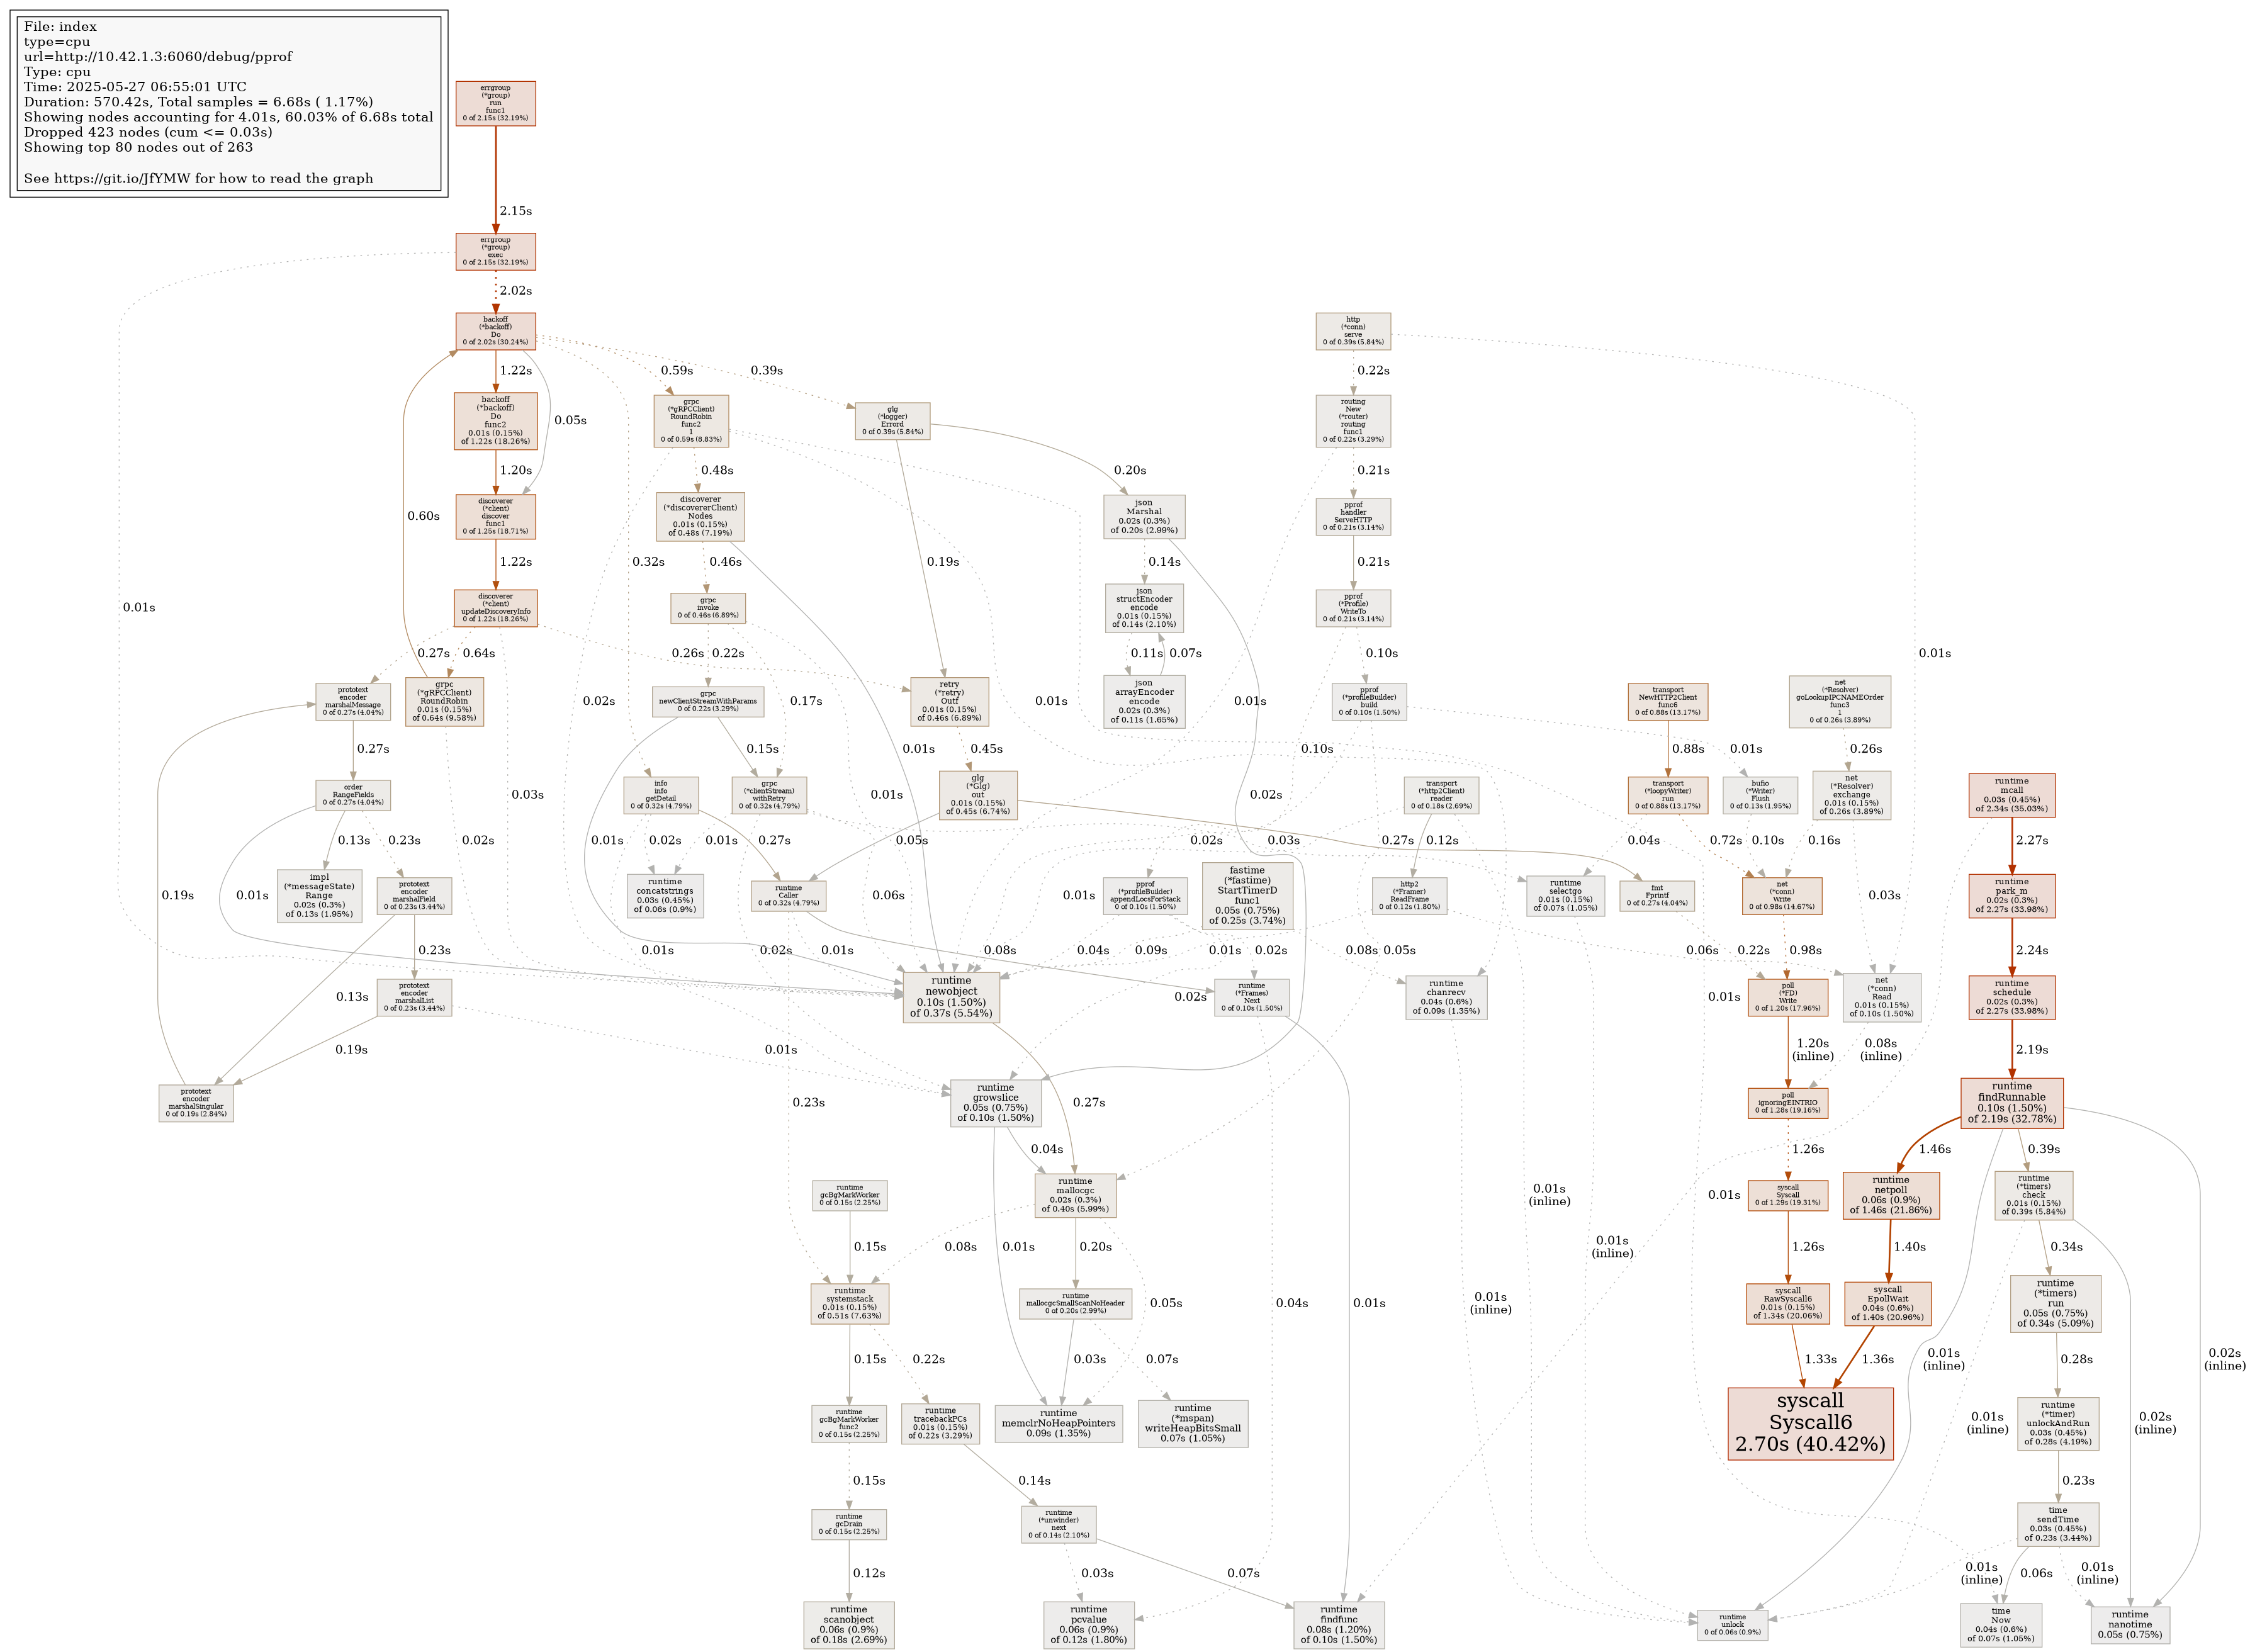 File: index
type=cpu
url=http://10.42.1.3:6060/debug/pprof
Type: cpu
Time: 2025-05-27 06:55:01 UTC
Duration: 570.42s, Total samples = 6.68s ( 1.17%)
Showing nodes accounting for 4.01s, 60.03% of 6.68s total
Dropped 423 nodes (cum <= 0.03s)
Showing top 80 nodes out of 263
See https://git.io/JfYMW for how to read the graph
errgroup
(*group)
run
func1
0 of 2.15s (32.19%)
2.15s
errgroup
(*group)
exec
0 of 2.15s (32.19%)
2.02s
backoff
(*backoff)
Do
0 of 2.02s (30.24%)
http
(*conn)
serve
0 of 0.39s (5.84%)
1.22s
0.05s
0.59s
0.39s
0.22s
backoff
(*backoff)
Do
func2
0.01s (0.15%)
of 1.22s (18.26%)
grpc
(*gRPCClient)
RoundRobin
func2
1
0 of 0.59s (8.83%)
glg
(*logger)
Errord
0 of 0.39s (5.84%)
routing
New
(*router)
routing
func1
0 of 0.22s (3.29%)
1.20s
0.48s
0.20s
0.21s
discoverer
(*client)
discover
func1
0 of 1.25s (18.71%)
discoverer
(*discovererClient)
Nodes
0.01s (0.15%)
of 0.48s (7.19%)
json
Marshal
0.02s (0.3%)
of 0.20s (2.99%)
pprof
handler
ServeHTTP
0 of 0.21s (3.14%)
0.60s
1.22s
0.32s
0.46s
0.19s
0.14s
0.21s
0.01s
discoverer
(*client)
updateDiscoveryInfo
0 of 1.22s (18.26%)
grpc
invoke
0 of 0.46s (6.89%)
json
structEncoder
encode
0.01s (0.15%)
of 0.14s (2.10%)
pprof
(*Profile)
WriteTo
0 of 0.21s (3.14%)
0.27s
0.64s
0.26s
0.22s
0.11s
0.07s
0.10s
0.01s
prototext
encoder
marshalMessage
0 of 0.27s (4.04%)
grpc
(*gRPCClient)
RoundRobin
0.01s (0.15%)
of 0.64s (9.58%)
grpc
newClientStreamWithParams
0 of 0.22s (3.29%)
retry
(*retry)
Outf
0.01s (0.15%)
of 0.46s (6.89%)
json
arrayEncoder
encode
0.02s (0.3%)
of 0.11s (1.65%)
pprof
(*profileBuilder)
build
0 of 0.10s (1.50%)
transport
NewHTTP2Client
func6
0 of 0.88s (13.17%)
net
(*Resolver)
goLookupIPCNAMEOrder
func3
1
0 of 0.26s (3.89%)
0.02s
0.17s
0.01s
0.01s
0.27s
0.15s
0.01s
0.45s
0.10s
0.01s
0.88s
0.26s
order
RangeFields
0 of 0.27s (4.04%)
0.03s
info
info
getDetail
0 of 0.32s (4.79%)
grpc
(*clientStream)
withRetry
0 of 0.32s (4.79%)
0.01s
glg
(*Glg)
out
0.01s (0.15%)
of 0.45s (6.74%)
0.02s
transport
(*http2Client)
reader
0 of 0.18s (2.69%)
transport
(*loopyWriter)
run
0 of 0.88s (13.17%)
bufio
(*Writer)
Flush
0 of 0.13s (1.95%)
net
(*Resolver)
exchange
0.01s (0.15%)
of 0.26s (3.89%)
runtime
mcall
0.03s (0.45%)
of 2.34s (35.03%)
0.13s
0.23s
0.02s
0.01s
0.02s
0.01s
0.27s
0.05s
0.02s
0.03s
0.27s
0.12s
0.04s
0.72s
0.10s
0.16s
2.27s
impl
(*messageState)
Range
0.02s (0.3%)
of 0.13s (1.95%)
prototext
encoder
marshalField
0 of 0.23s (3.44%)
runtime
concatstrings
0.03s (0.45%)
of 0.06s (0.9%)
runtime
Caller
0 of 0.32s (4.79%)
pprof
(*profileBuilder)
appendLocsForStack
0 of 0.10s (1.50%)
fastime
(*fastime)
StartTimerD
func1
0.05s (0.75%)
of 0.25s (3.74%)
http2
(*Framer)
ReadFrame
0 of 0.12s (1.80%)
runtime
selectgo
0.01s (0.15%)
of 0.07s (1.05%)
fmt
Fprintf
0 of 0.27s (4.04%)
net
(*conn)
Write
0 of 0.98s (14.67%)
runtime
park_m
0.02s (0.3%)
of 2.27s (33.98%)
0.19s
0.01s
0.06s
0.01s
0.03s
0.23s
0.01s
0.02s
0.01s
0.08s
0.04s
0.09s
0.01s
0.02s
0.08s
0.05s
0.06s
0.22s
0.98s
2.24s
prototext
encoder
marshalList
0 of 0.23s (3.44%)
runtime
newobject
0.10s (1.50%)
of 0.37s (5.54%)
runtime
(*Frames)
Next
0 of 0.10s (1.50%)
runtime
chanrecv
0.04s (0.6%)
of 0.09s (1.35%)
poll
(*FD)
Write
0 of 1.20s (17.96%)
net
(*conn)
Read
0.01s (0.15%)
of 0.10s (1.50%)
runtime
schedule
0.02s (0.3%)
of 2.27s (33.98%)
0.13s
0.02s
0.01s
0.19s
0.01s
1.20s
(inline)
0.08s
(inline)
2.19s
prototext
encoder
marshalSingular
0 of 0.19s (2.84%)
0.23s
runtime
growslice
0.05s (0.75%)
of 0.10s (1.50%)
0.27s
poll
ignoringEINTRIO
0 of 1.28s (19.16%)
runtime
findRunnable
0.10s (1.50%)
of 2.19s (32.78%)
0.04s
1.26s
1.46s
0.39s
runtime
gcBgMarkWorker
0 of 0.15s (2.25%)
runtime
mallocgc
0.02s (0.3%)
of 0.40s (5.99%)
0.01s
(inline)
0.01s
syscall
Syscall
0 of 1.29s (19.31%)
runtime
netpoll
0.06s (0.9%)
of 1.46s (21.86%)
runtime
(*timers)
check
0.01s (0.15%)
of 0.39s (5.84%)
0.15s
0.08s
0.01s
0.20s
0.01s
(inline)
1.26s
1.40s
0.34s
runtime
systemstack
0.01s (0.15%)
of 0.51s (7.63%)
runtime
mallocgcSmallScanNoHeader
0 of 0.20s (2.99%)
0.05s
0.04s
0.01s
0.01s
(inline)
syscall
RawSyscall6
0.01s (0.15%)
of 1.34s (20.06%)
syscall
EpollWait
0.04s (0.6%)
of 1.40s (20.96%)
runtime
(*timers)
run
0.05s (0.75%)
of 0.34s (5.09%)
0.15s
0.22s
0.03s
0.07s
1.33s
1.36s
0.01s
(inline)
0.28s
0.02s
(inline)
runtime
gcBgMarkWorker
func2
0 of 0.15s (2.25%)
runtime
tracebackPCs
0.01s (0.15%)
of 0.22s (3.29%)
runtime
memclrNoHeapPointers
0.09s (1.35%)
runtime
(*mspan)
writeHeapBitsSmall
0.07s (1.05%)
syscall
Syscall6
2.70s (40.42%)
0.01s
(inline)
runtime
(*timer)
unlockAndRun
0.03s (0.45%)
of 0.28s (4.19%)
0.02s
(inline)
0.15s
0.14s
0.23s
runtime
gcDrain
0 of 0.15s (2.25%)
runtime
(*unwinder)
next
0 of 0.14s (2.10%)
time
sendTime
0.03s (0.45%)
of 0.23s (3.44%)
0.12s
0.03s
0.07s
0.01s
(inline)
0.06s
0.01s
(inline)
runtime
scanobject
0.06s (0.9%)
of 0.18s (2.69%)
runtime
pcvalue
0.06s (0.9%)
of 0.12s (1.80%)
runtime
findfunc
0.08s (1.20%)
of 0.10s (1.50%)
runtime
unlock
0 of 0.06s (0.9%)
time
Now
0.04s (0.6%)
of 0.07s (1.05%)
runtime
nanotime
0.05s (0.75%)